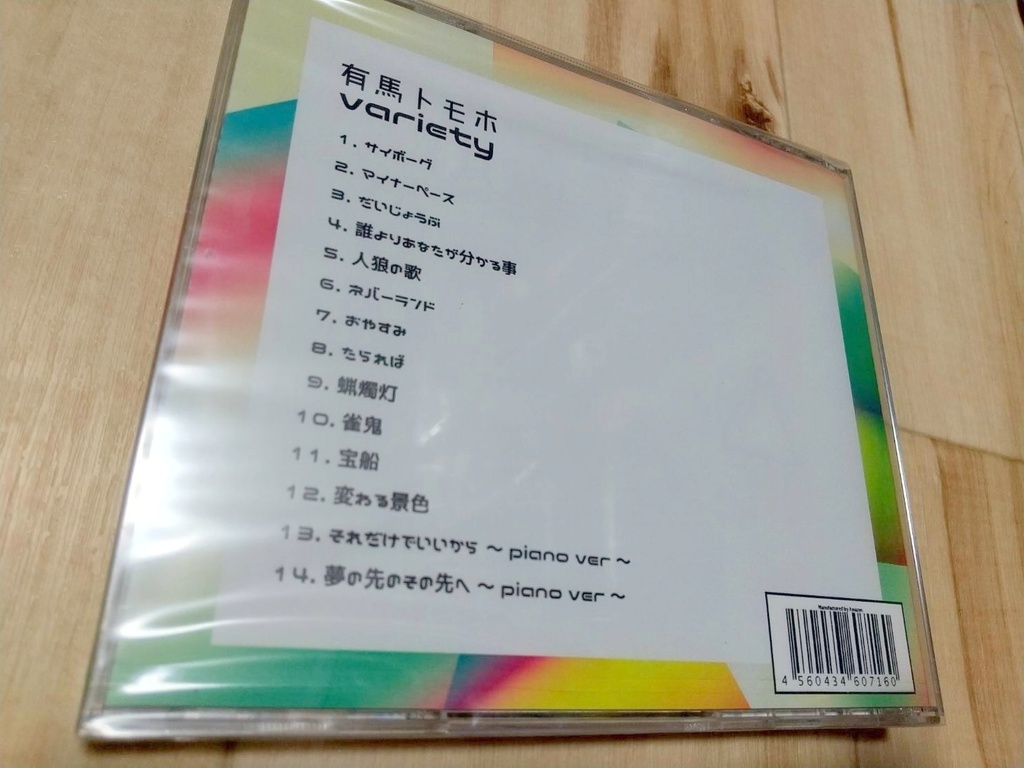 有馬トモホ
variety
1. サイボーグ
2. マイナーペース
3. だいじょうぶ
4. 誰よりあなたが分かる事
5. 人狼の歌
6. ネバーランド
7. おやすみ
8. たられば
9. 蝋燭灯
10. 雀鬼
11. 宝船
12. 変わる景色
13. それだけでいいから ～ piano ver ～
14. 夢の先のその先へ ～ piano ver ～
Manufactured by Amazon
4 560434 607160